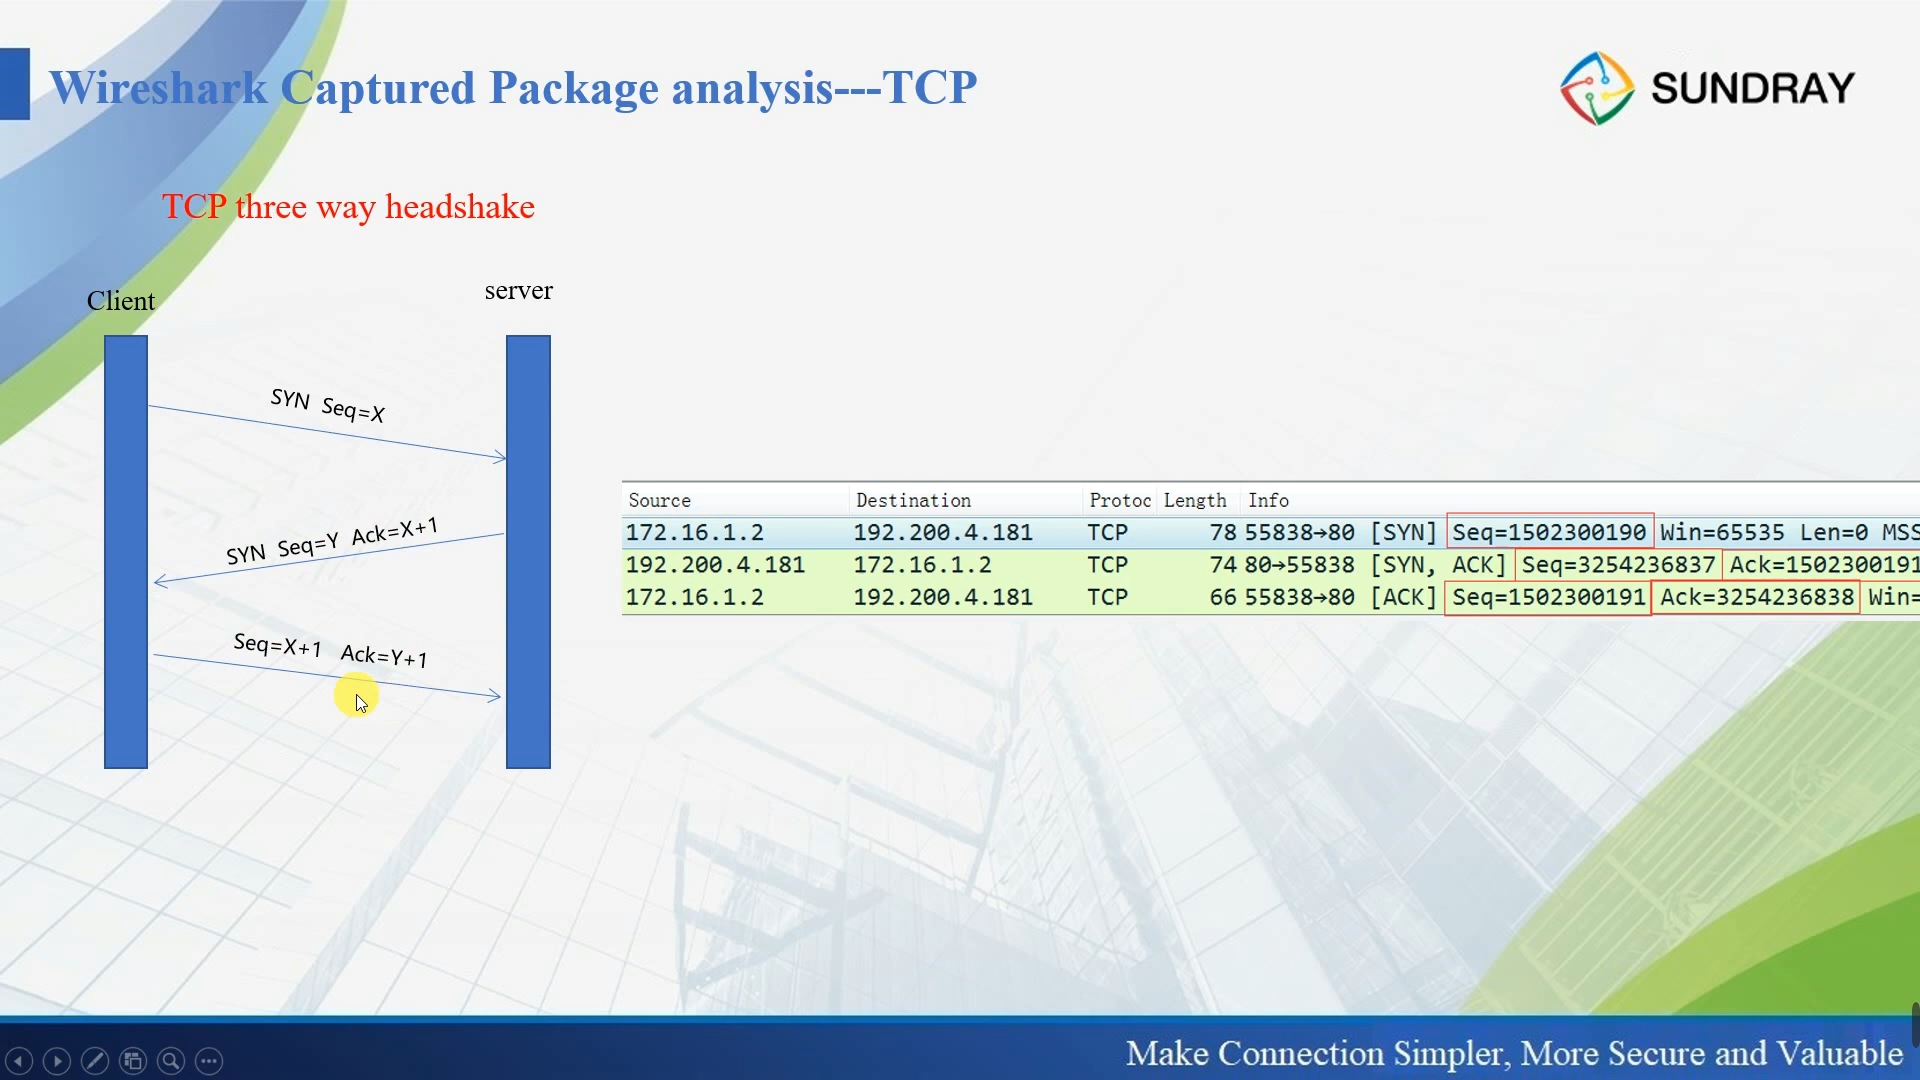 Wireshark Captured Package analysis---TCP
SUNDRAY
TCP three way headshake
Client
server
SYN Seq=X
SYN Seq=Y Ack=X+1
Seq=X+1 Ack=Y+1
Source Destination Protoc Length Info
172.16.1.2 192.200.4.181 TCP 78 55838→80 [SYN] Seq=1502300190 Win=65535 Len=0 MSS
192.200.4.181 172.16.1.2 TCP 74 80→55838 [SYN, ACK] Seq=3254236837 Ack=1502300191
172.16.1.2 192.200.4.181 TCP 66 55838→80 [ACK] Seq=1502300191 Ack=3254236838 Win=
Make Connection Simpler, More Secure and Valuable